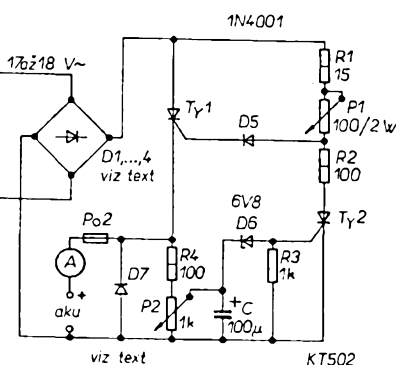 1N4001
17až18 V~
R1
15
Ty1
P1
100/2W
D5
R2
100
D1,...,4
viz text
6V8
D6
Ty2
Po2
A
D7
R4
100
R3
1k
+
aku
P2
1k
+C
100μ
viz text
KT502